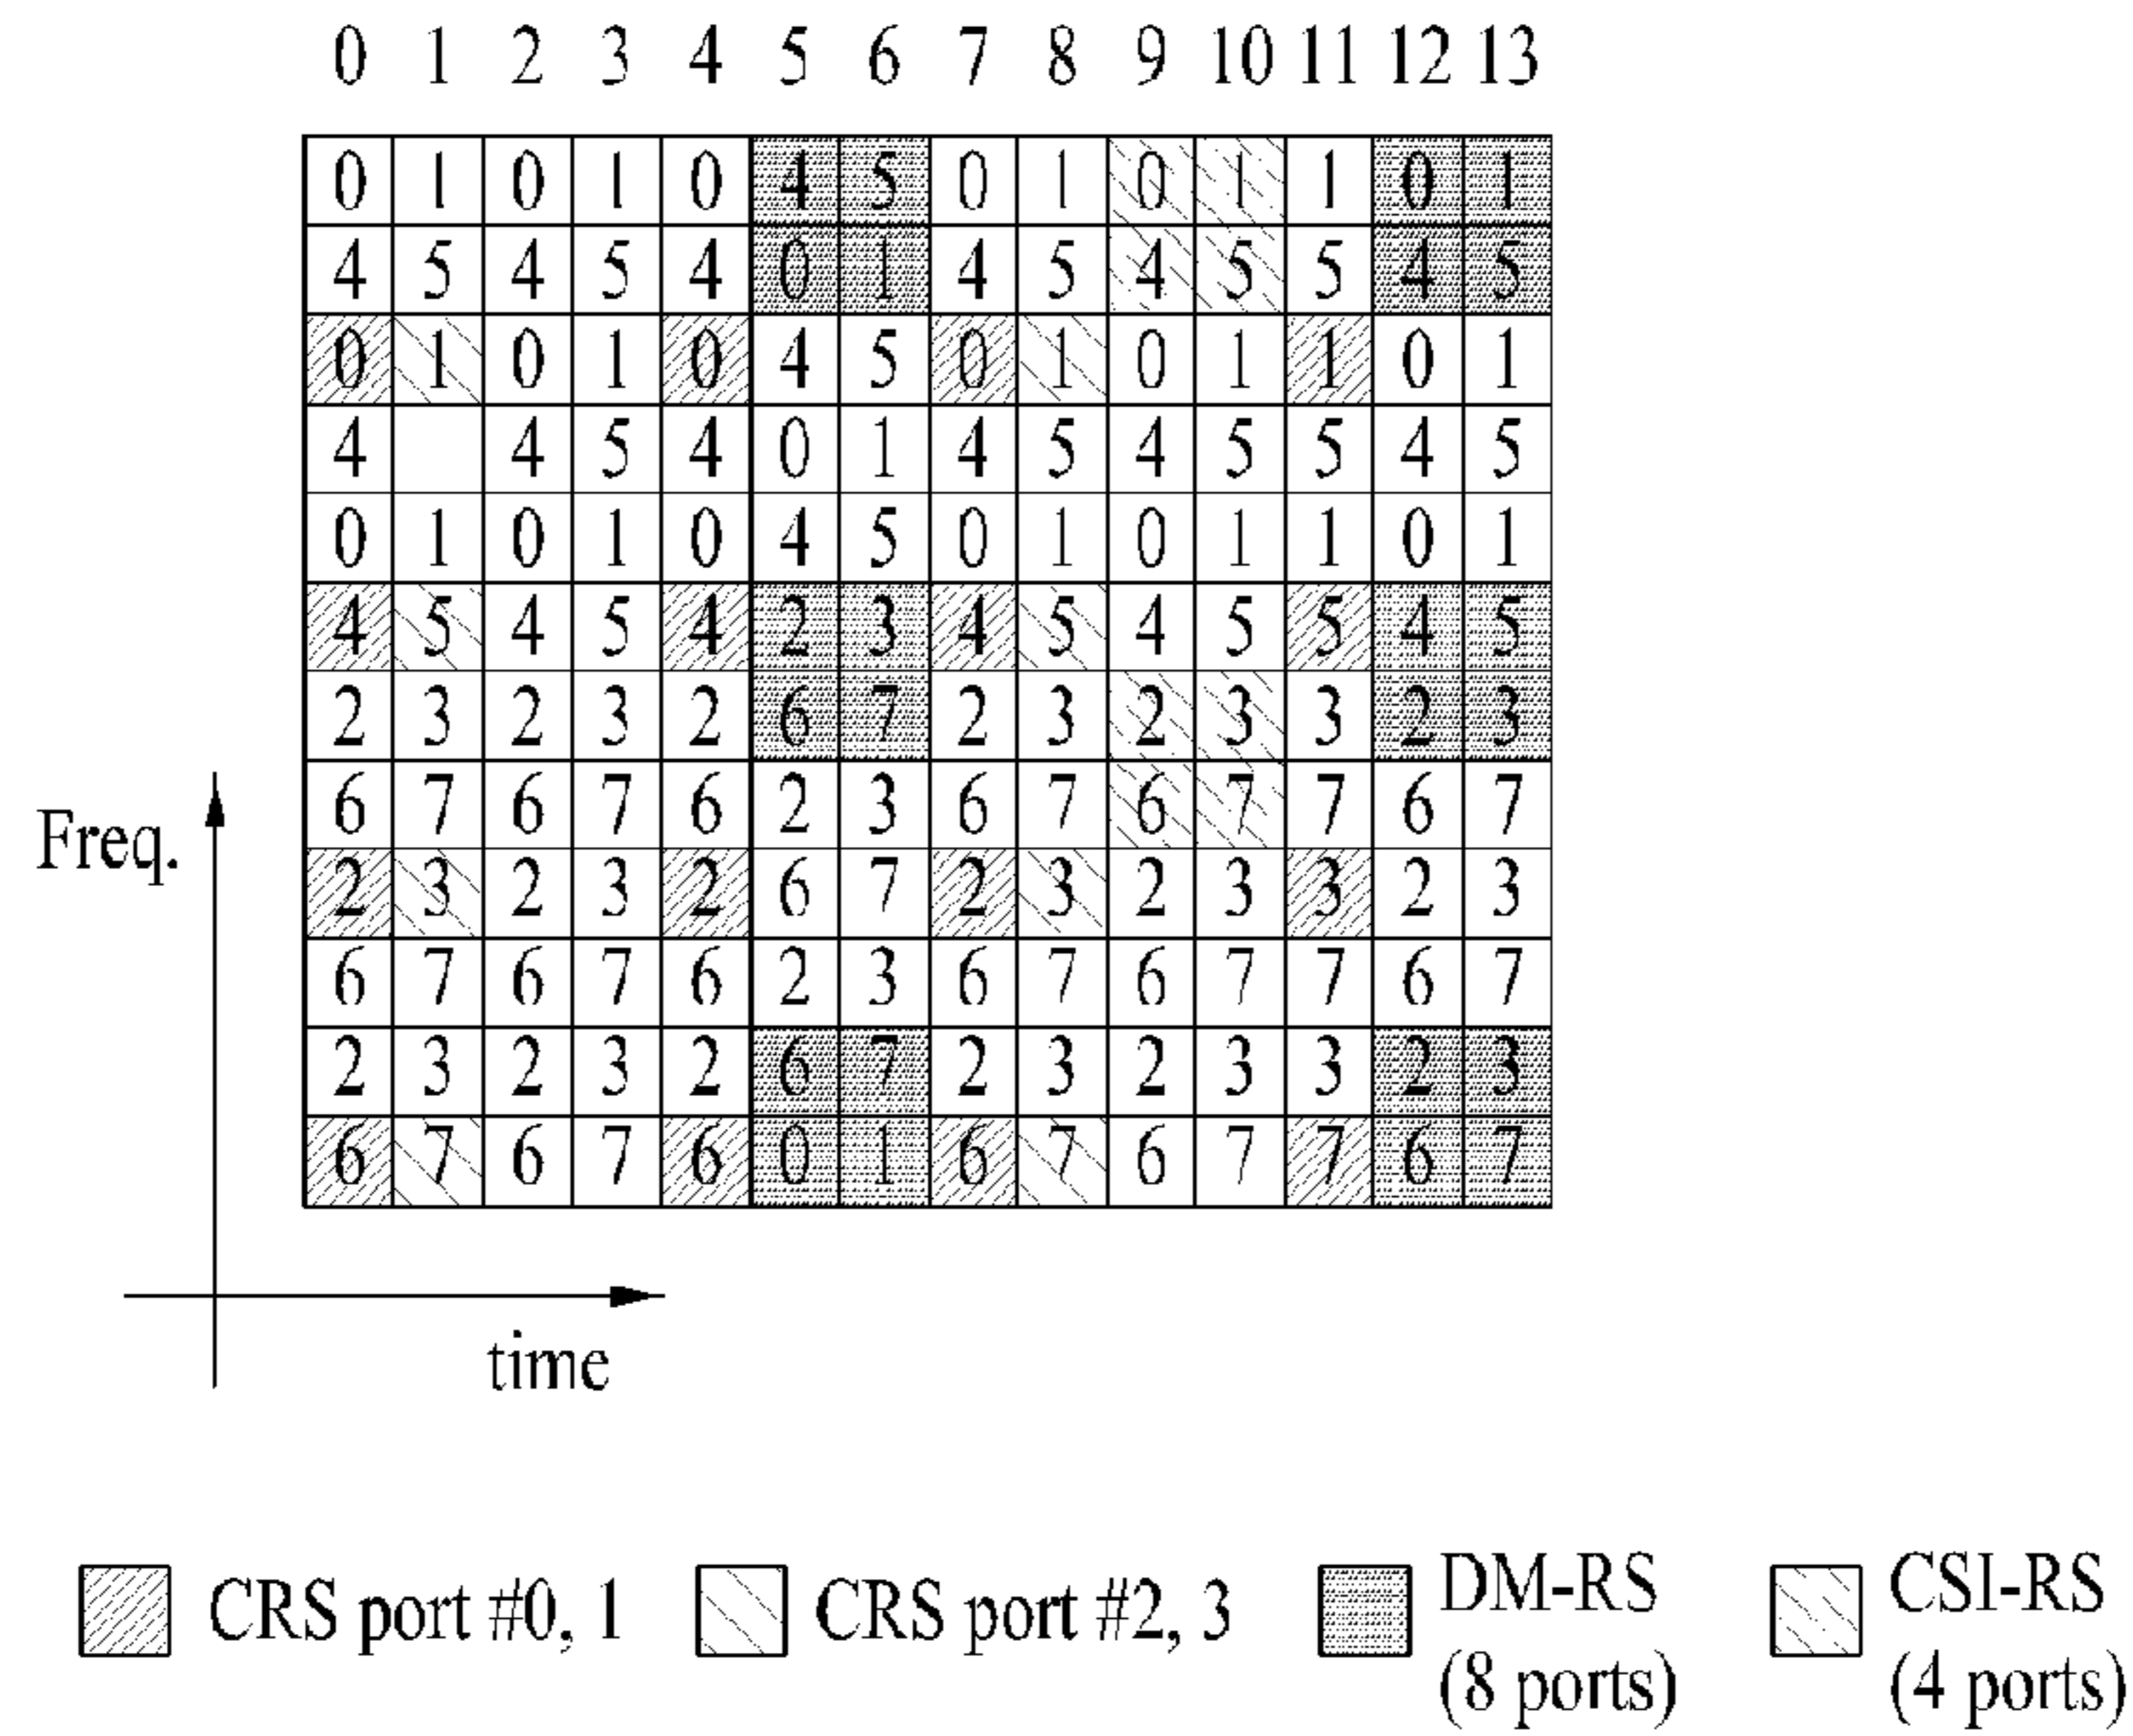 0 1 2 3 4 5 6 7 8 9 10 11 12 13
0 1 0 1 0 4 5 0 1 0 1 1 0 1
4 5 4 5 4 0 1 4 5 4 5 5 4 5
0 1 0 1 0 4 5 0 1 0 1 1 0 1
4 4 5 4 0 1 4 5 4 5 5 4 5
0 1 0 1 0 4 5 0 1 0 1 1 0 1
4 5 4 5 4 2 3 4 5 4 5 5 4 5
2 3 2 3 2 6 7 2 3 2 3 3 2 3
6 7 6 7 6 2 3 6 7 6 7 7 6 7
Freq.
2 3 2 3 2 6 7 2 3 2 3 3 2 3
6 7 6 7 6 2 3 6 7 6 7 7 6 7
2 3 2 3 2 6 7 2 3 2 3 3 2 3
6 7 6 7 6 0 1 6 7 6 7 7 6 7
time
CRS port #0, 1
CRS port #2, 3
DM-RS
(8 ports)
CSI-RS
(4 ports)